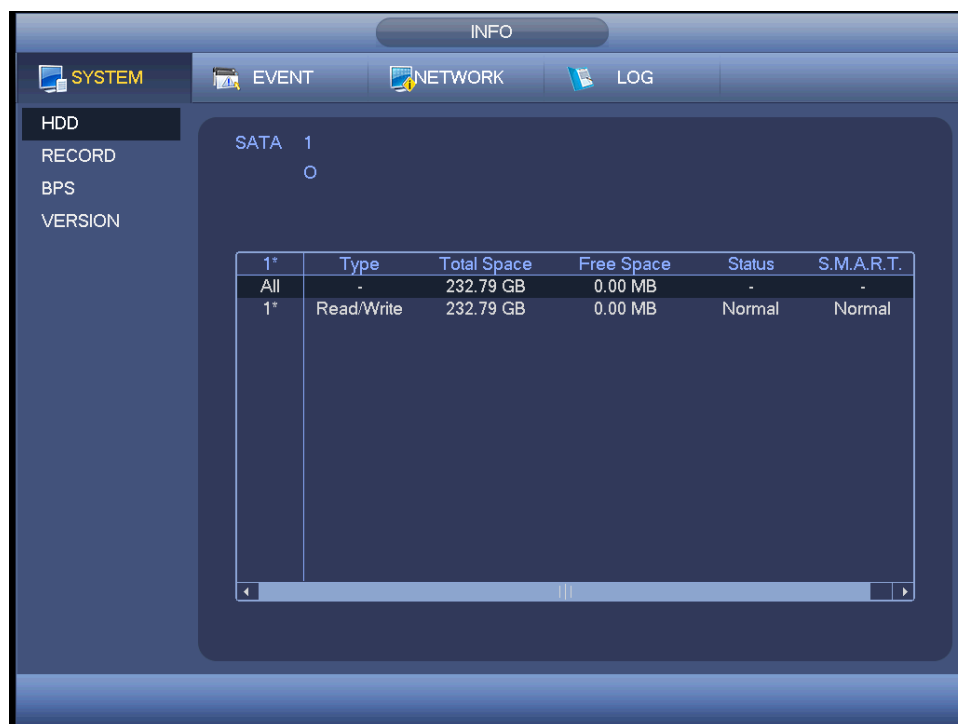 INFO
SYSTEM EVENT NETWORK LOG
HDD
RECORD
BPS
VERSION
SATA 1
O
1* Type Total Space Free Space Status S.M.A.R.T.
All - 232.79 GB 0.00 MB - -
1* Read/Write 232.79 GB 0.00 MB Normal Normal